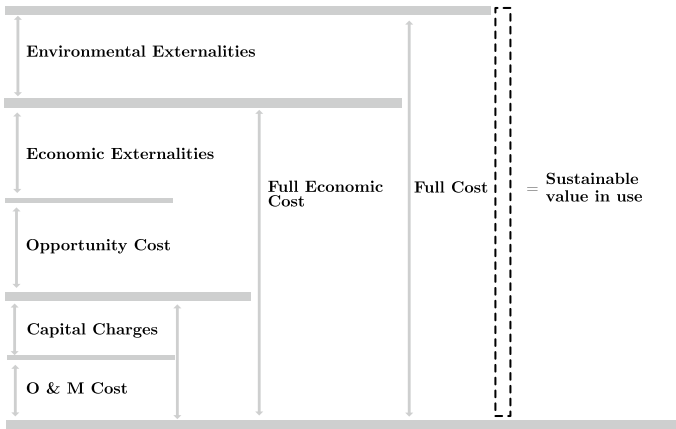 Environmental Externalities
Economic Externalities
Full Economic
Cost
Full Cost
= Sustainable
value in use
Opportunity Cost
Capital Charges
O & M Cost